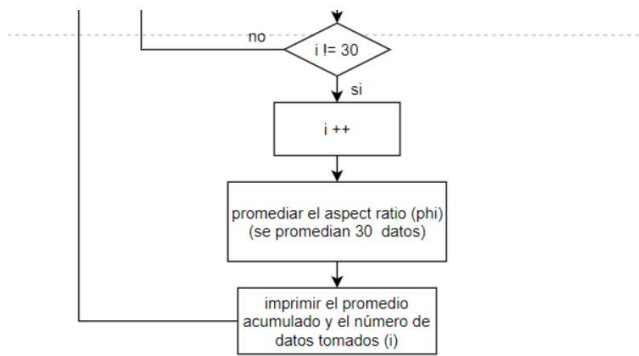 no
i != 30
si
i ++
promediar el aspect ratio (phi)
(se promedian 30 datos)
imprimir el promedio
acumulado y el número de
datos tomados (i)